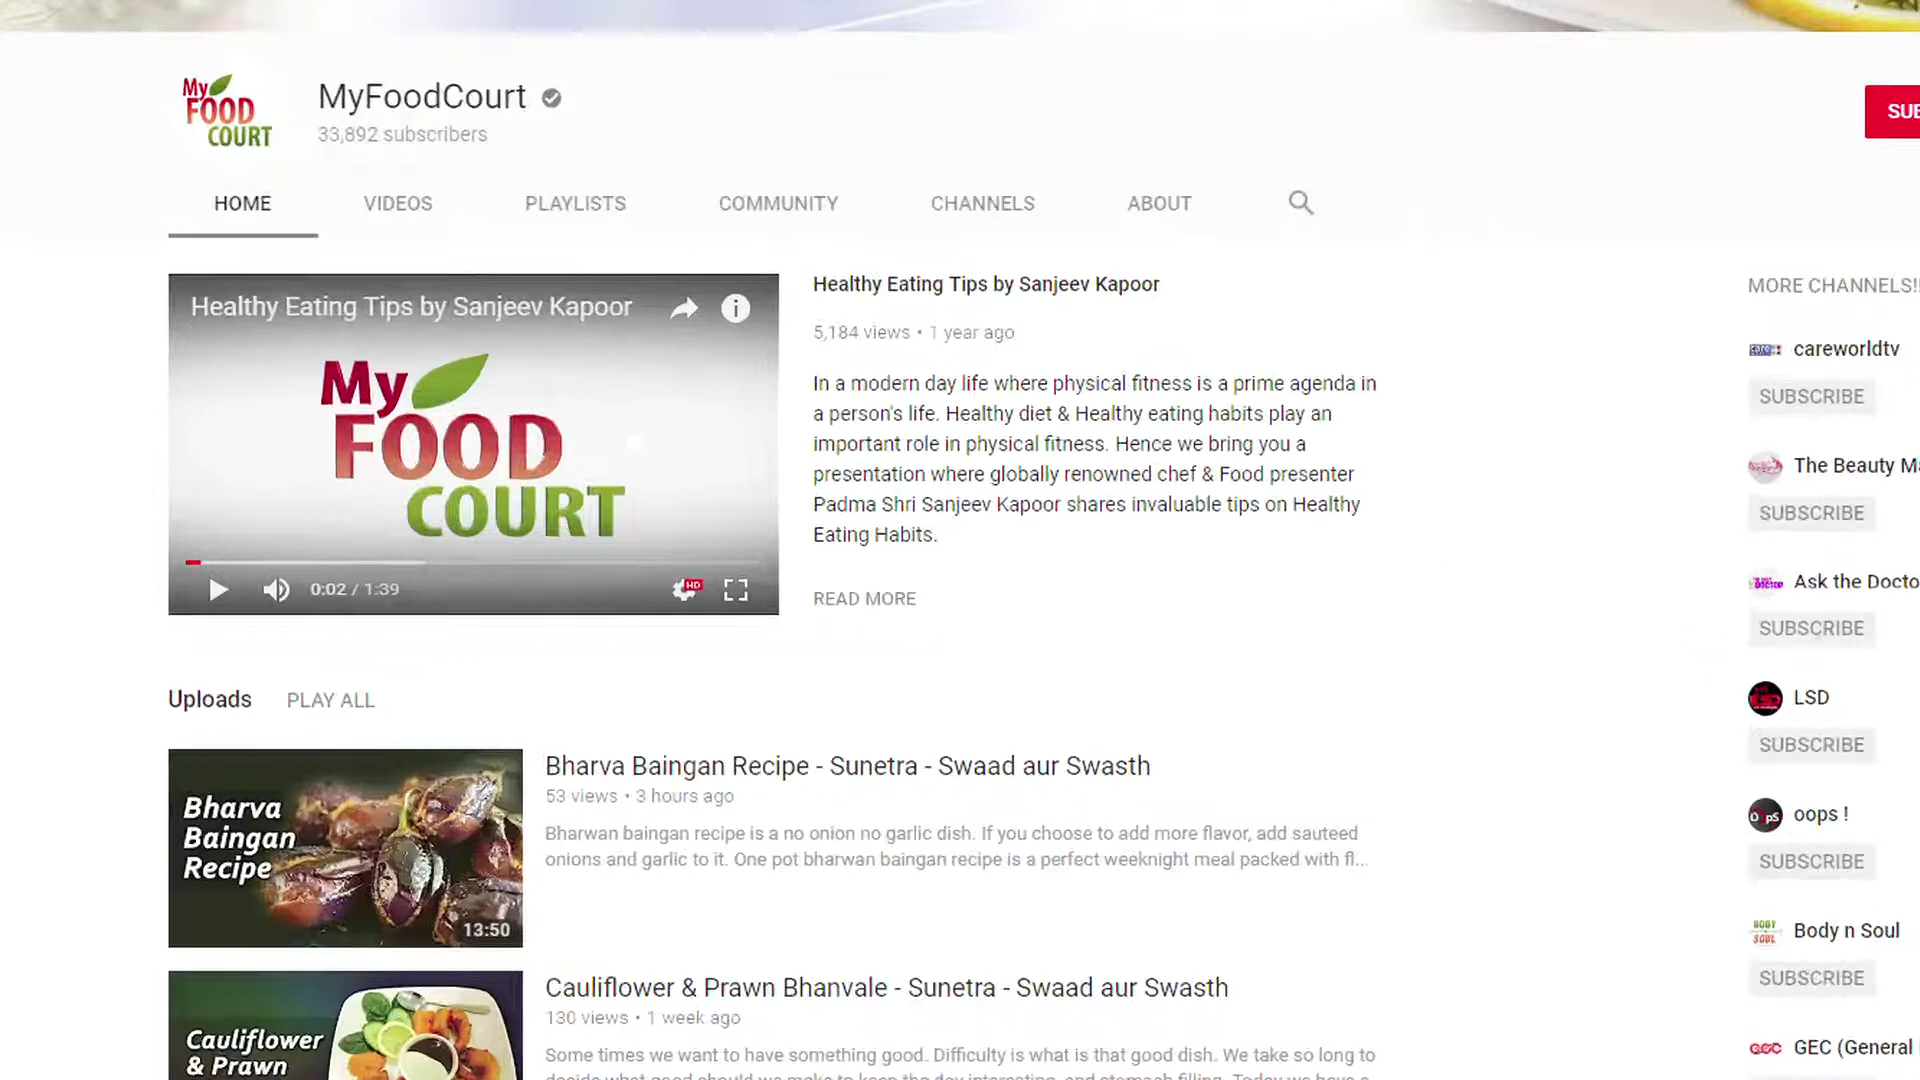 My
FOOD
COURT
MyFoodCourt
33,892 subscribers
HOME
VIDEOS
PLAYLISTS
COMMUNITY
CHANNELS
ABOUT
Healthy Eating Tips by Sanjeev Kapoor
My
FOOD
COURT
0:02 / 1:39
HD
Healthy Eating Tips by Sanjeev Kapoor
5,184 views • 1 year ago
In a modern day life where physical fitness is a prime agenda in
a person's life. Healthy diet & Healthy eating habits play an
important role in physical fitness. Hence we bring you a
presentation where globally renowned chef & Food presenter
Padma Shri Sanjeev Kapoor shares invaluable tips on Healthy
Eating Habits.
READ MORE
Uploads PLAY ALL
Bharva
Baingan
Recipe
13:50
Bharva Baingan Recipe - Sunetra - Swaad aur Swasth
53 views • 3 hours ago
Bharwan baingan recipe is a no onion no garlic dish. If you choose to add more flavor, add sauteed
onions and garlic to it. One pot bharwan baingan recipe is a perfect weeknight meal packed with fl...
Cauliflower
& Prawn
Cauliflower & Prawn Bhanvale - Sunetra - Swaad aur Swasth
130 views • 1 week ago
Some times we want to have something good. Difficulty is what is that good dish. We take so long to
SUB
MORE CHANNELS!!
careworldtv
SUBSCRIBE
The Beauty Ma
SUBSCRIBE
Ask the Docto
SUBSCRIBE
LSD
SUBSCRIBE
oops !
SUBSCRIBE
Body n Soul
SUBSCRIBE
GEC (General